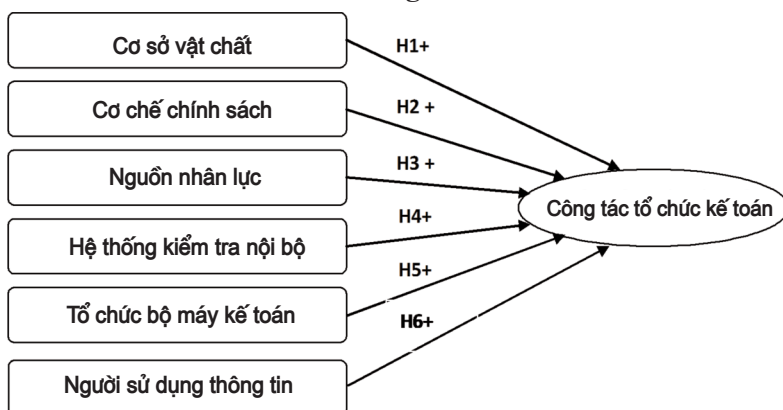 Cơ sở vật chất
H1+
Cơ chế chính sách
H2 +
Nguồn nhân lực
H3 +
Công tác tổ chức kế toán
Hệ thống kiểm tra nội bộ
H4+
Tổ chức bộ máy kế toán
H5+
H6+
Người sử dụng thông tin